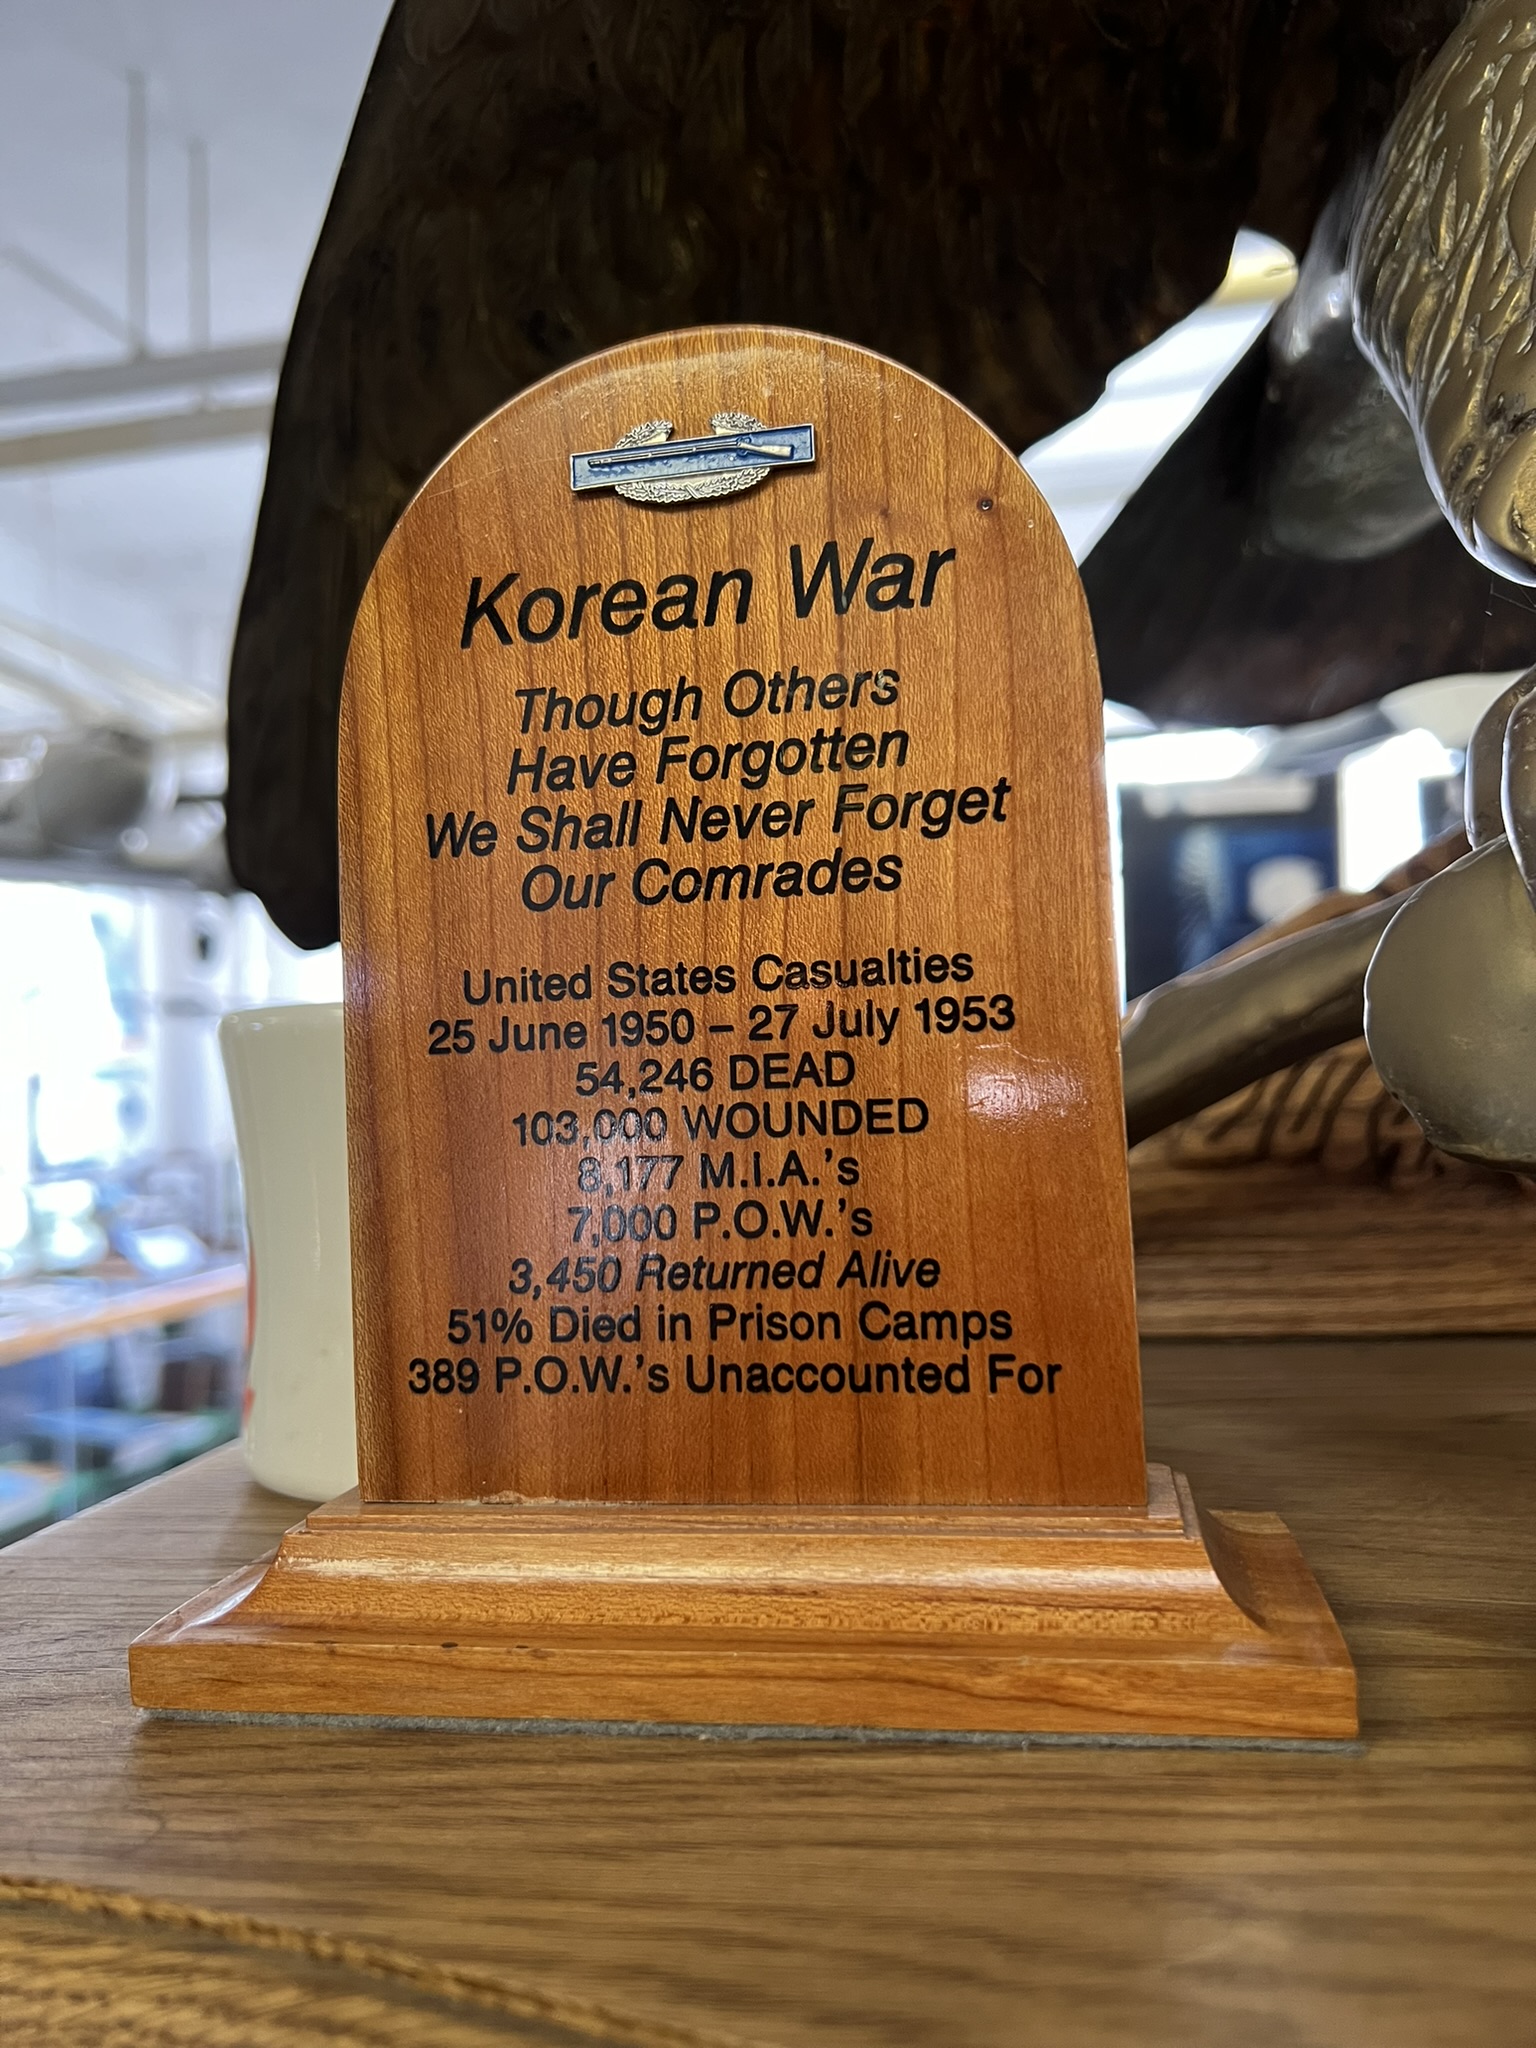 Korean War
Though Others
Have Forgotten
We Shall Never Forget
Our Comrades
United States Casualties
25 June 1950 – 27 July 1953
54,246 DEAD
103,000 WOUNDED
8,177 M.I.A.'s
7,000 P.O.W.'s
3,450 Returned Alive
51% Died in Prison Camps
389 P.O.W.'s Unaccounted For